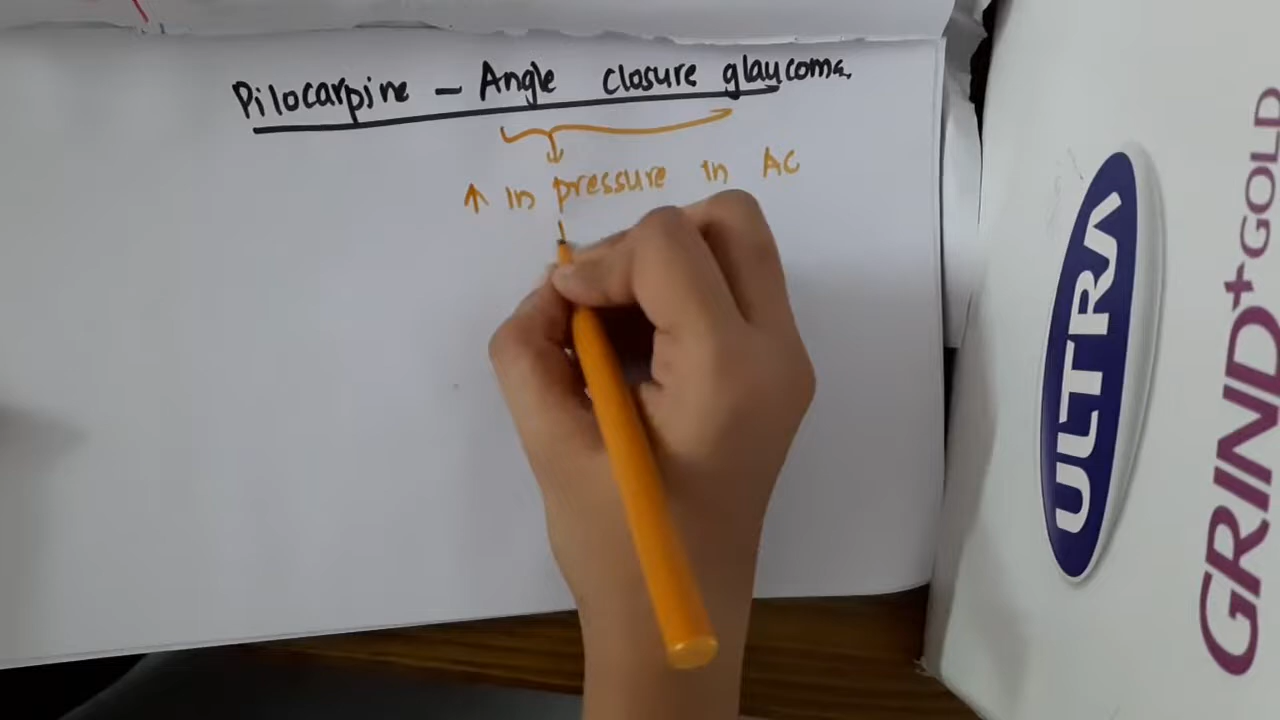 Pilocarpine – Angle closure glaucoma.
↑ in pressure in AC
ULTRA
GRIND+GOLD